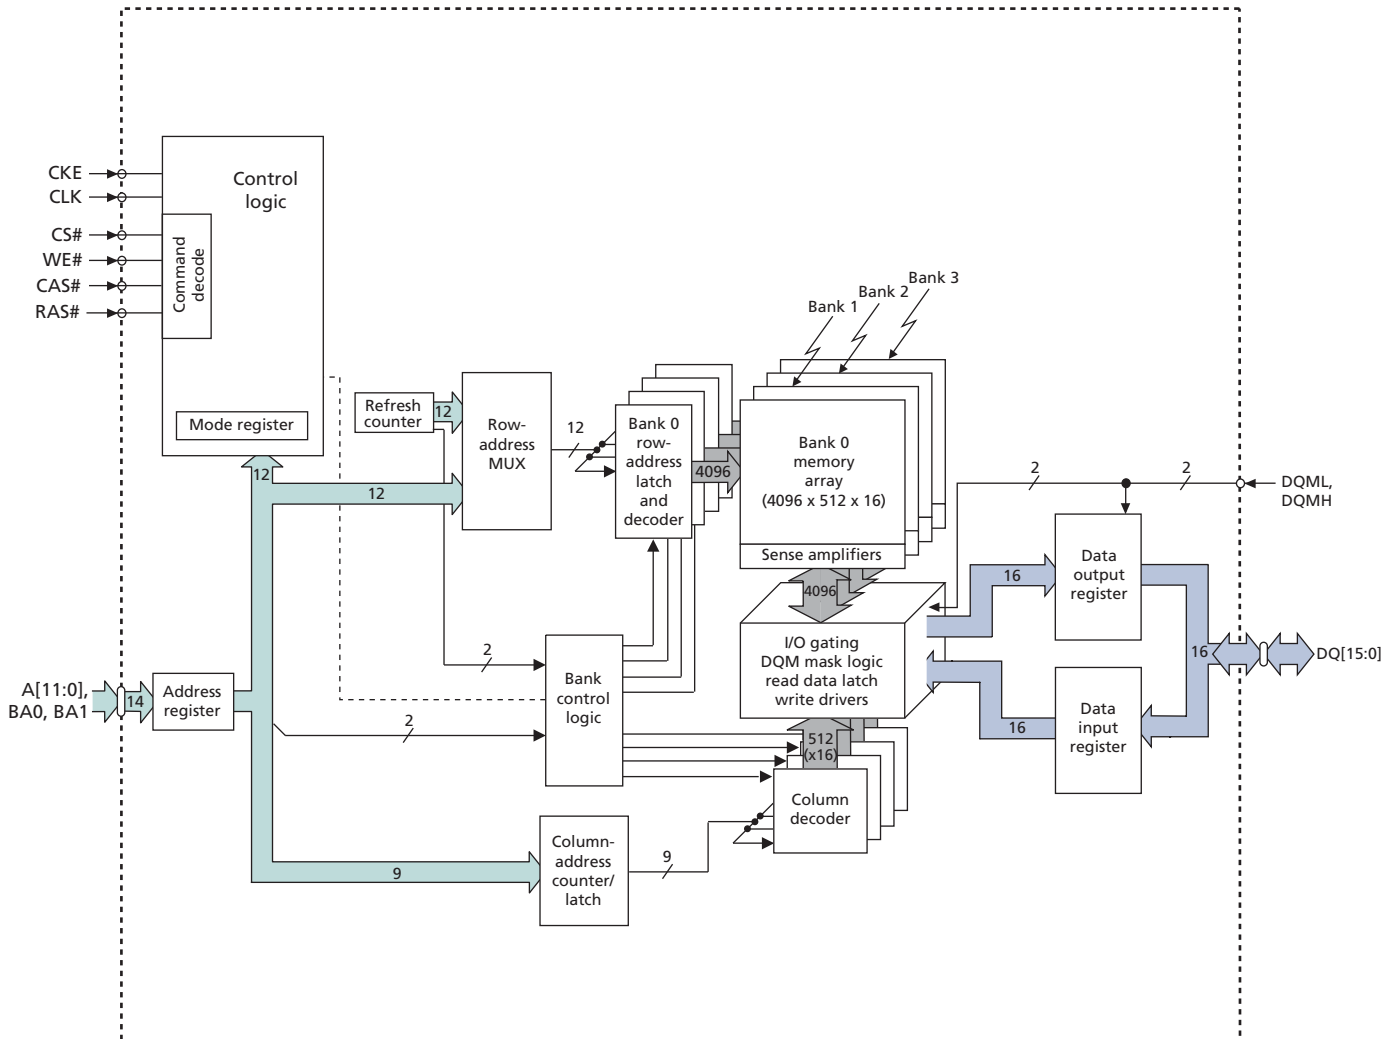 CKE
CLK
CS#
WE#
CAS#
RAS#
Control
logic
Command
decode
Mode register
Refresh
counter
12
Row-
address
MUX
12
12
12
Bank 0
row-
address
latch
and
decoder
4096
Bank 1
Bank 2
Bank 3
Bank 0
memory
array
(4096 x 512 x 16)
Sense amplifiers
4096
I/O gating
DQM mask logic
read data latch
write drivers
2
2
DQML,
DQMH
Data
output
register
16
16
DQ[15:0]
Data
input
register
16
A[11:0],
BA0, BA1
14
Address
register
2
2
Bank
control
logic
512
(x16)
Column
decoder
Column-
address
counter/
latch
9
9